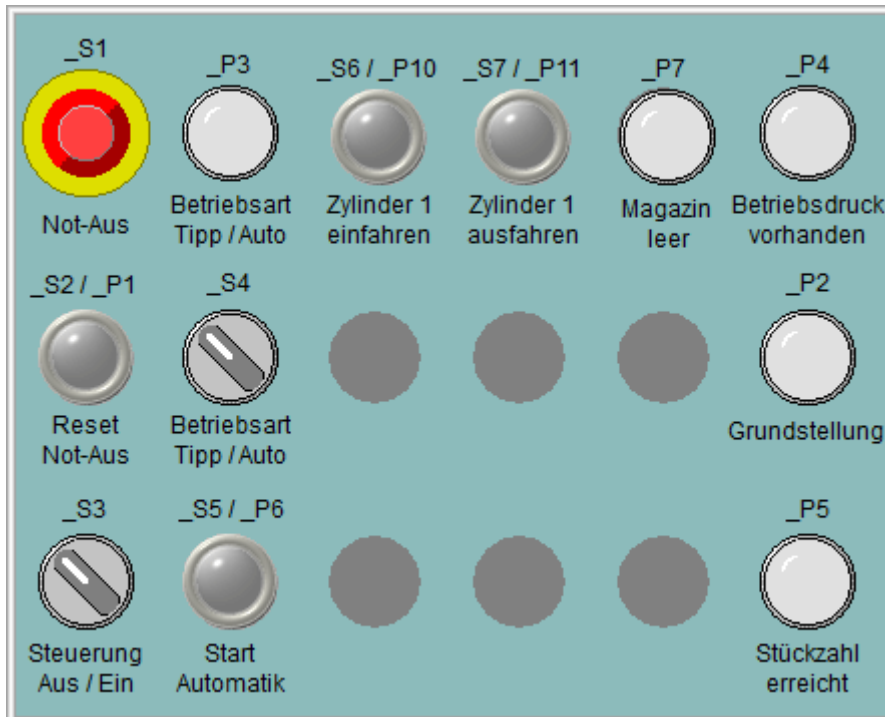 _S1
Not-Aus
_P3
Betriebsart
Tipp / Auto
_S6 / _P10
Zylinder 1
einfahren
_S7 / _P11
Zylinder 1
ausfahren
_P7
Magazin
leer
_P4
Betriebsdruck
vorhanden
_S2 / _P1
Reset
Not-Aus
_S4
Betriebsart
Tipp / Auto
_P2
Grundstellung
_S3
Steuerung
Aus / Ein
_S5 / _P6
Start
Automatik
_P5
Stückzahl
erreicht